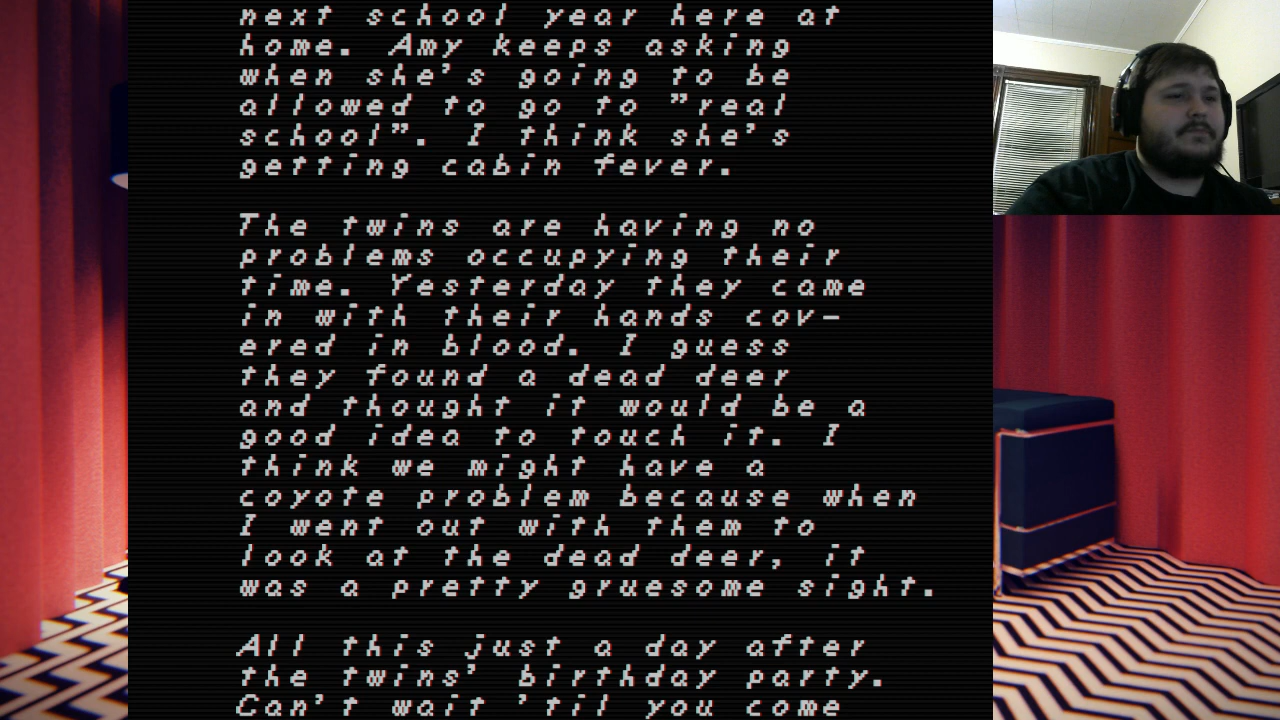 next school year here at
home. Amy keeps asking
when she's going to be
allowed to go to "real
school". I think she's
getting cabin fever.
The twins are having no
problems occupying their
time. Yesterday they came
in with their hands cov-
ered in blood. I guess
they found a dead deer
and thought it would be a
good idea to touch it. I
think we might have a
coyote problem because when
I went out with them to
look at the dead deer, it
was a pretty gruesome sight.
All this just a day after
the twins' birthday party.
Can't wait 'til you come